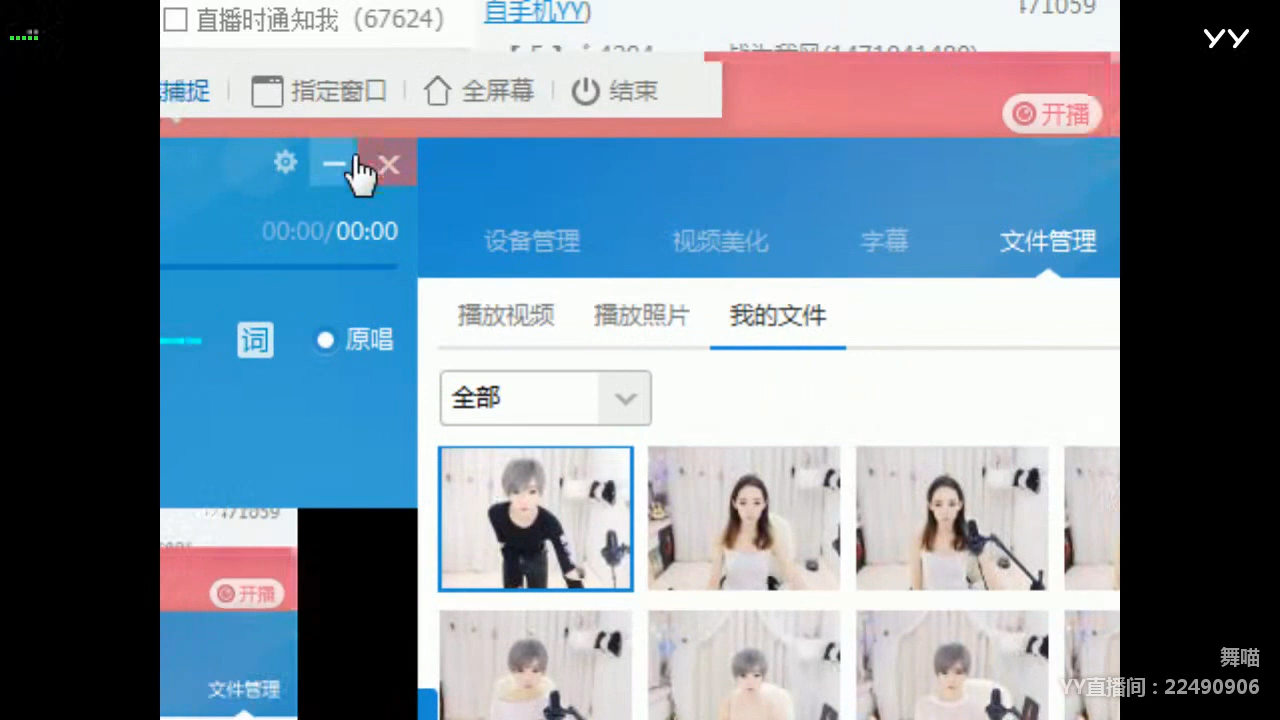 直播时通知我（67624）
自手机YY)
471059
捕捉
指定窗口
全屏幕
结束
开播
YY
00:00/00:00
设备管理
视频美化
字幕
文件管理
播放视频
播放照片
我的文件
词
原唱
全部
471059
开播
文件管理
舞喵
YY直播间：22490906